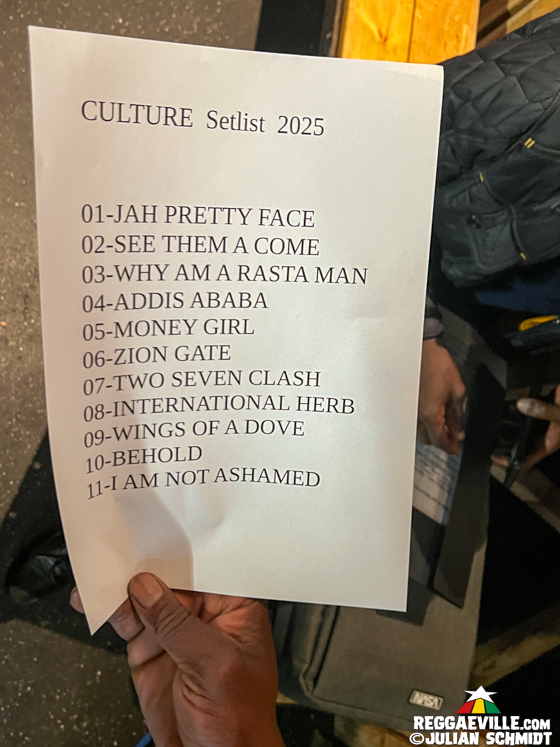 CULTURE Setlist 2025
01-JAH PRETTY FACE
02-SEE THEM A COME
03-WHY AM A RASTA MAN
04-ADDIS ABABA
05-MONEY GIRL
06-ZION GATE
07-TWO SEVEN CLASH
08-INTERNATIONAL HERB
09-WINGS OF A DOVE
10-BEHOLD
11-I AM NOT ASHAMED
NASA
REGGAEVILLE.COM
©JULIAN SCHMIDT